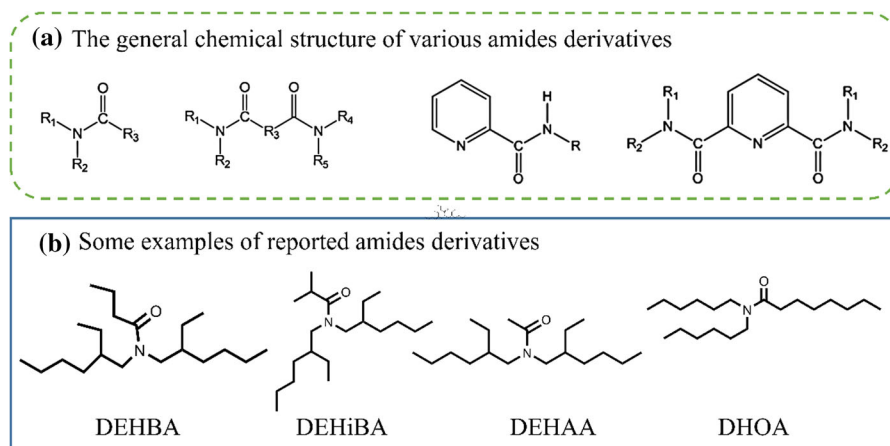 (a) The general chemical structure of various amides derivatives
O
R₁
N
R₃
R₂
O
O
R₁
N
R₃
N
R₄
R₂
R₅
H
N
N
C
R
O
R₁
R₁
N
N
N
R₂
C
C
R₂
O
O
(b) Some examples of reported amides derivatives
O
N
O
N
O
N
O
N
DEHBA DEHiBA DEHAA DHOA